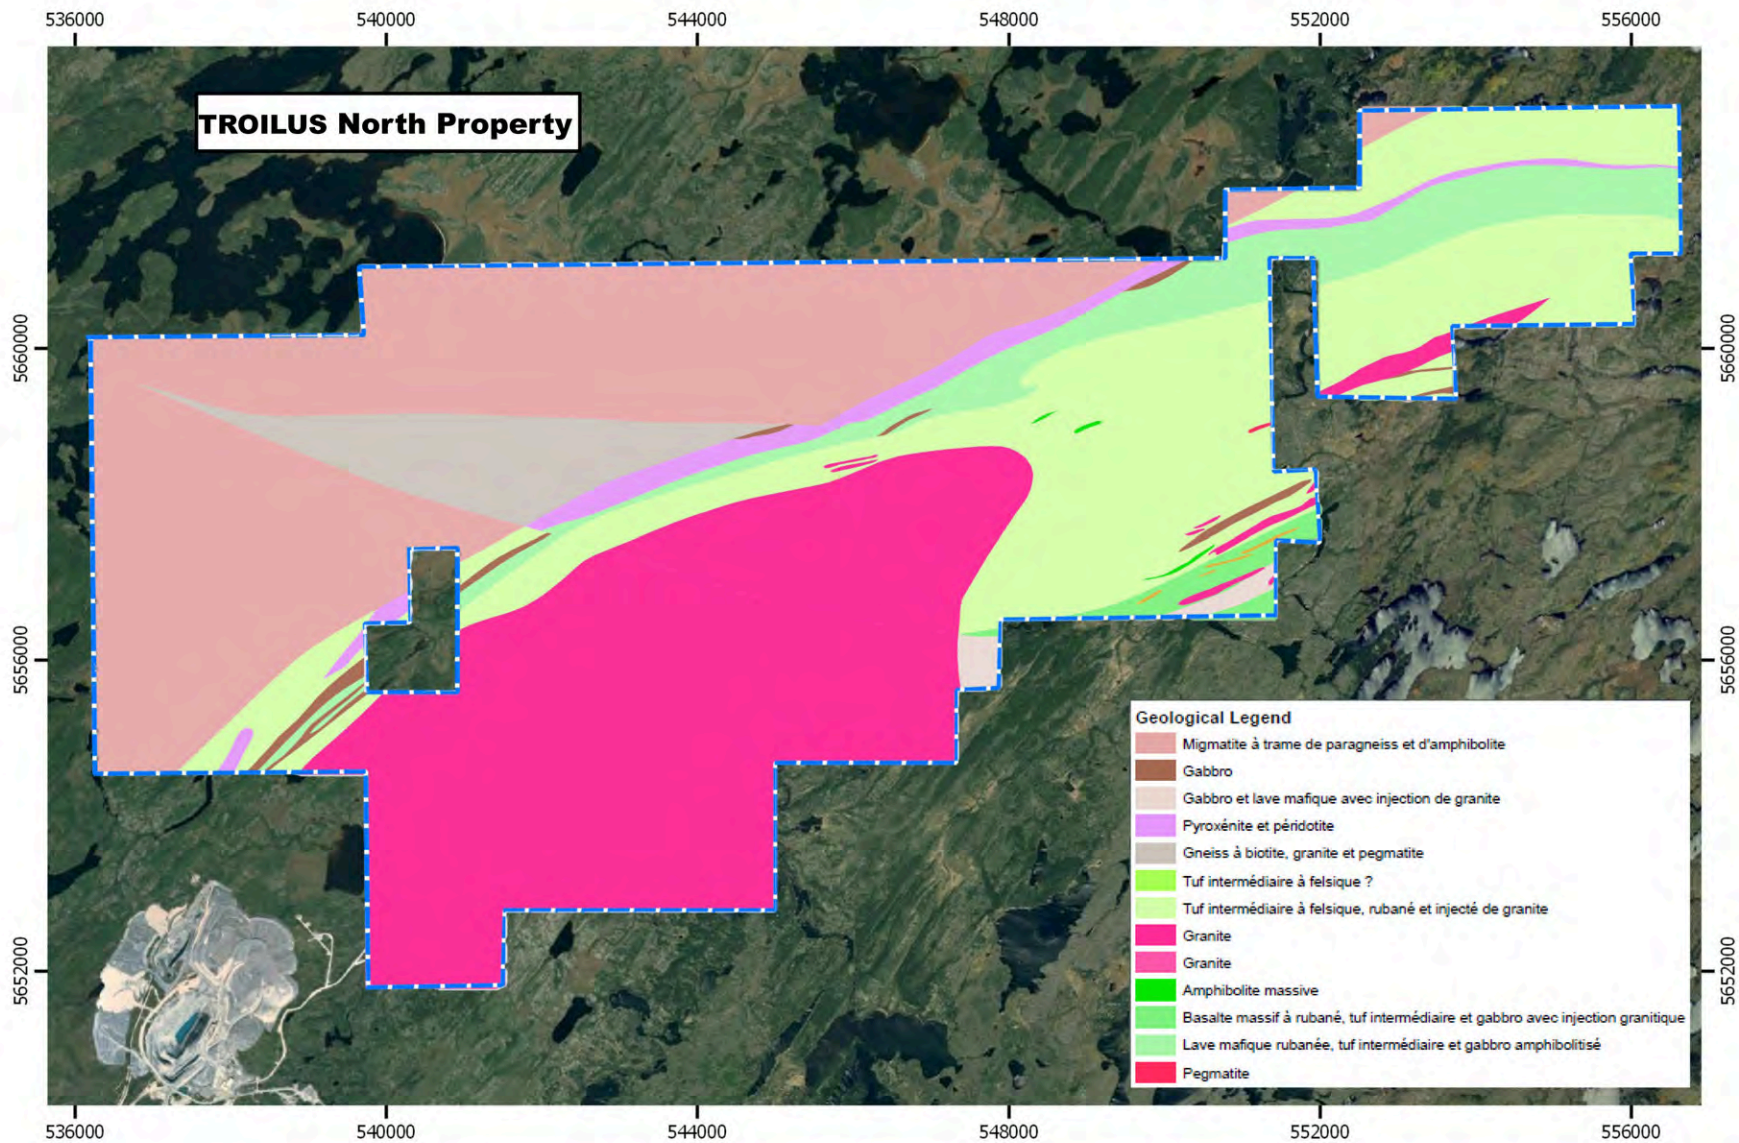 536000 540000 544000 548000 552000 556000
TROILUS North Property
5660000 5660000
5656000 5656000
Geological Legend
Migmatite à trame de paragneiss et d'amphibolite
Gabbro
Gabbro et lave mafique avec injection de granite
Pyroxénite et péridotite
Gneiss à biotite, granite et pegmatite
Tuf intermédiaire à felsique ?
Tuf intermédiaire à felsique, rubané et injecté de granite
Granite
Granite
Amphibolite massive
Basalte massif à rubané, tuf intermédiaire et gabbro avec injection granitique
Lave mafique rubanée, tuf intermédiaire et gabbro amphibolitisé
Pegmatite
5652000 5652000
536000 540000 544000 548000 552000 556000